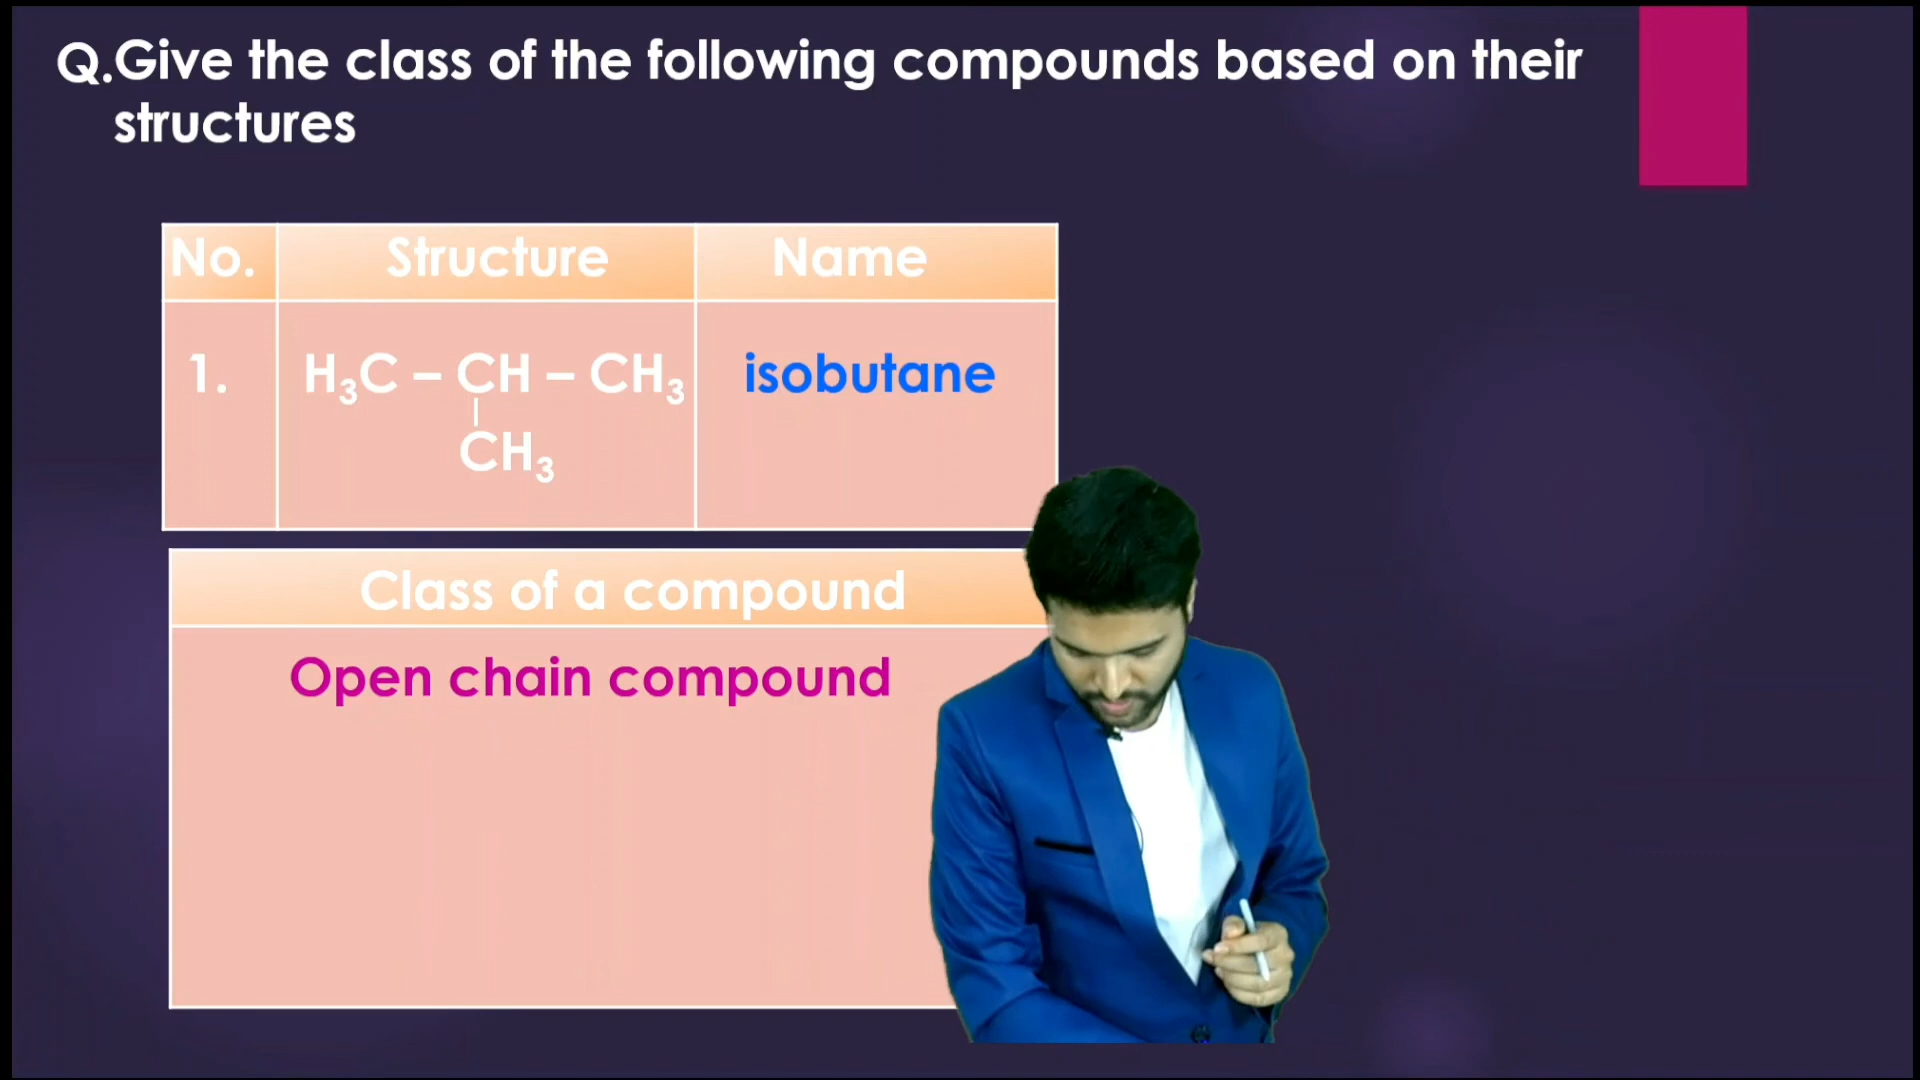 Q.Give the class of the following compounds based on their
structures
No. Structure Name
1. H₃C – CH – CH₃ isobutane
CH₃
Class of a compound
Open chain compound